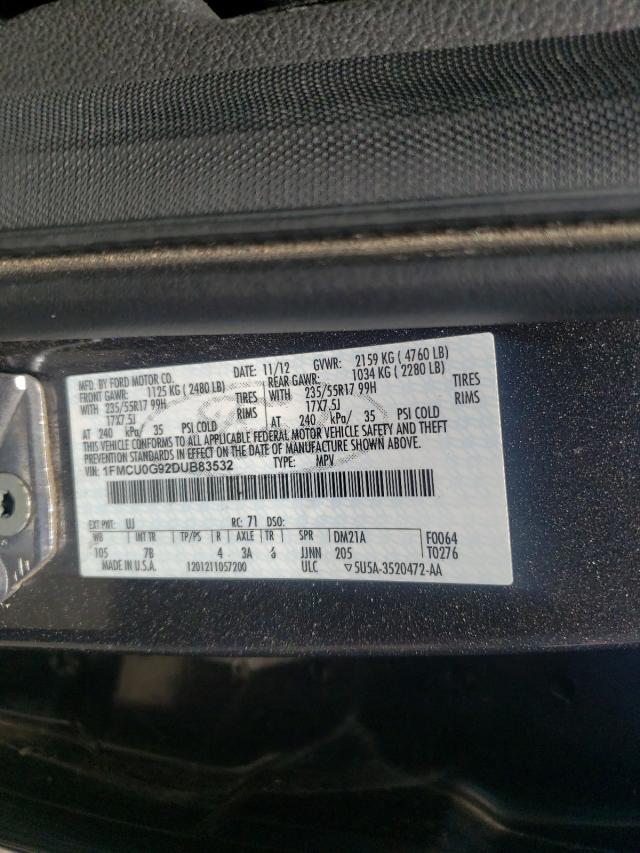 MFD. BY FORD MOTOR CO. DATE: 11/12 GVWR: 2159 KG ( 4760 LB)
FRONT GAWR: 1125 KG ( 2480 LB) REAR GAWR: 1034 KG ( 2280 LB)
WITH 235/55R17 99H TIRES WITH 235/55R17 99H TIRES
17X7.5J RIMS 17X7.5J RIMS
AT 240 kPa/ 35 PSI COLD AT 240 kPa/ 35 PSI COLD
THIS VEHICLE CONFORMS TO ALL APPLICABLE FEDERAL MOTOR VEHICLE SAFETY AND THEFT
PREVENTION STANDARDS IN EFFECT ON THE DATE OF MANUFACTURE SHOWN ABOVE.
VIN: 1FMCU0G92DUB83532 TYPE: MPV
EXT PNT: UJ RC: 71 DSO:
WB INT TR TP/PS R AXLE TR SPR DM21A F0064
105 7B 4 3A 6 JJNN 205 T0276
MADE IN U.S.A. 1201211057200 ULC ▽5U5A-3520472-AA